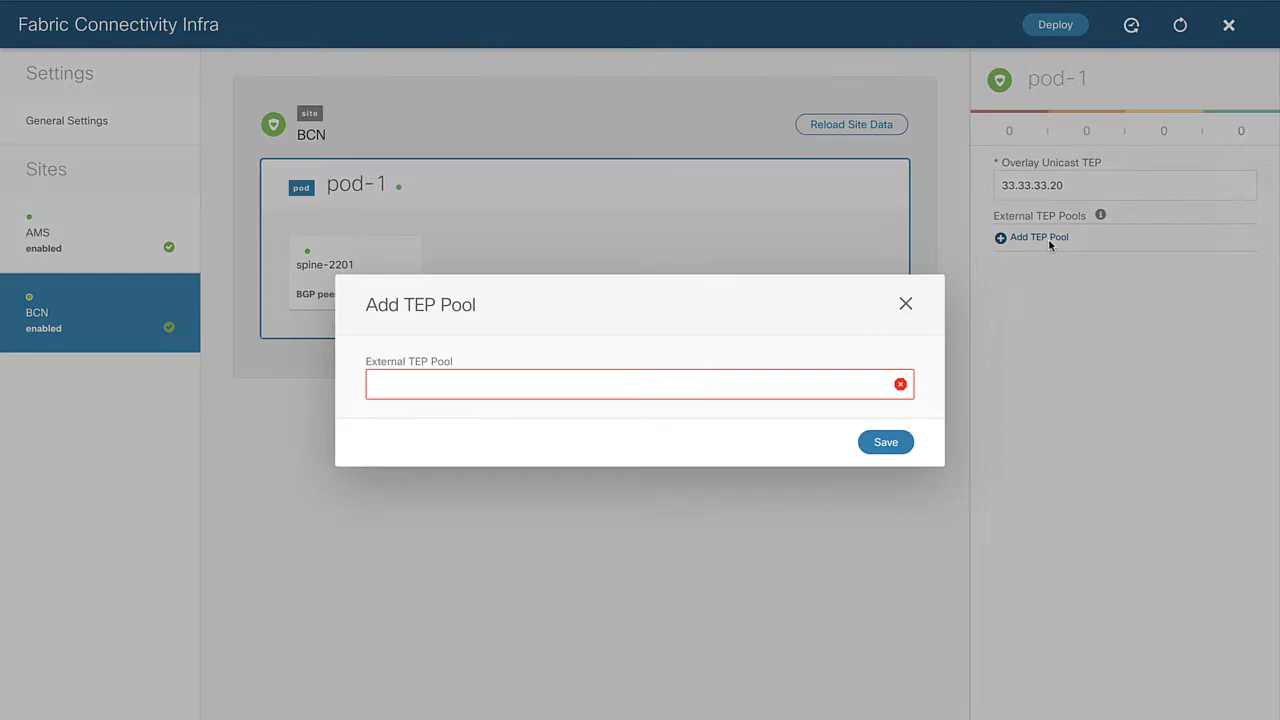 Fabric Connectivity Infra
Deploy
Settings
General Settings
Sites
AMS
enabled
BCN
enabled
site
BCN
Reload Site Data
pod
pod-1
spine-2201
BGP pee
Add TEP Pool
External TEP Pool
Save
pod-1
0
0
0
0
* Overlay Unicast TEP
33.33.33.20
External TEP Pools
Add TEP Pool